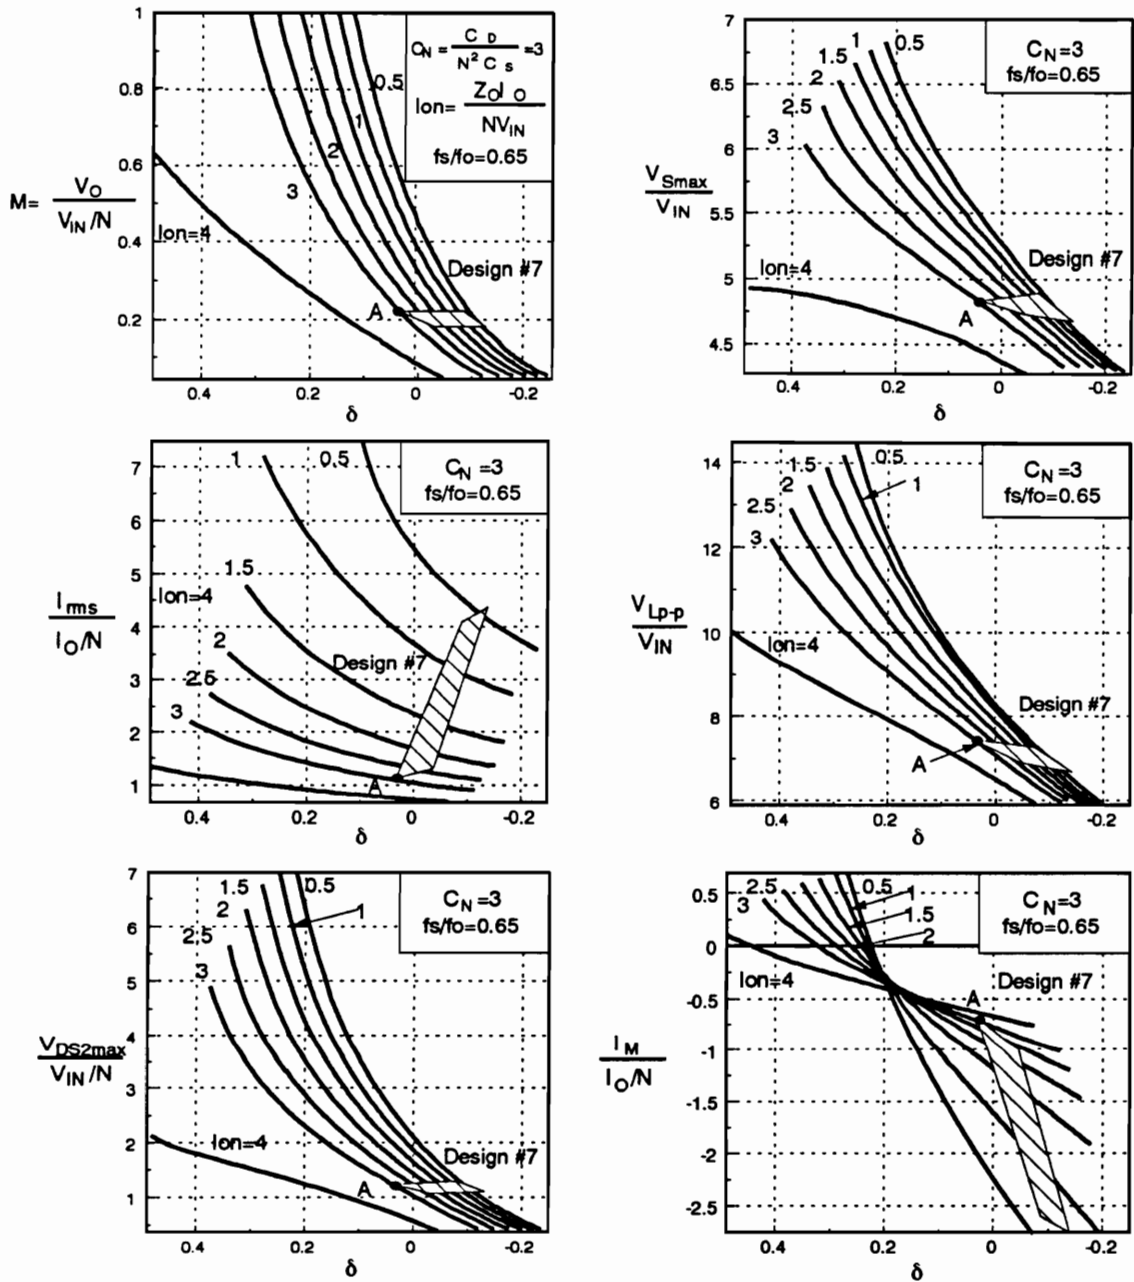 1
0.8
0.6
0.4
0.2
0.4
0.2
0
-0.2
δ
M= V_O / V_IN/N
C_N = C_D / N² C_S =3
Ion= Z_O I_O / NV_IN
fs/fo=0.65
0.5
1
2
3
Ion=4
Design #7
A
7
6.5
6
5.5
5
4.5
0.4
0.2
0
-0.2
δ
V_Smax / V_IN
C_N =3
fs/fo=0.65
0.5
1
1.5
2
2.5
3
Ion=4
Design #7
A
7
6
5
4
3
2
1
0.4
0.2
0
-0.2
δ
I_rms / I_O/N
C_N =3
fs/fo=0.65
0.5
1
1.5
Ion=4
2
2.5
3
Design #7
A
14
12
10
8
6
0.4
0.2
0
-0.2
δ
V_Lp-p / V_IN
C_N =3
fs/fo=0.65
0.5
1
1.5
2
2.5
3
Ion=4
Design #7
A
7
6
5
4
3
2
1
0.4
0.2
0
-0.2
δ
V_DS2max / V_IN/N
C_N =3
fs/fo=0.65
0.5
1
1.5
2
2.5
3
Ion=4
Design #7
A
0.5
0
-0.5
-1
-1.5
-2
-2.5
0.4
0.2
0
-0.2
δ
I_M / I_O/N
C_N =3
fs/fo=0.65
0.5
1
1.5
2
2.5
3
Ion=4
Design #7
A